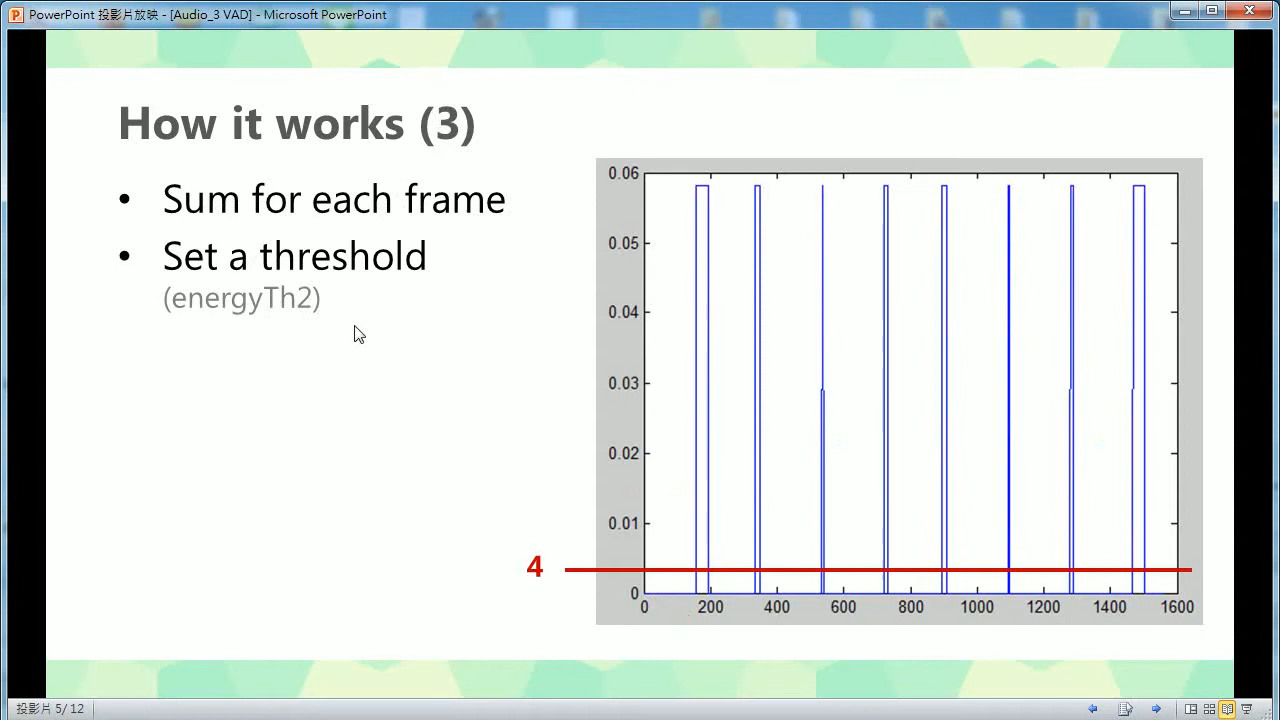 PowerPoint 投影片放映 - [Audio_3 VAD] - Microsoft PowerPoint
How it works (3)
• Sum for each frame
• Set a threshold
(energyTh2)
0.06
0.05
0.04
0.03
0.02
0.01
0
4
0 200 400 600 800 1000 1200 1400 1600
投影片 5/12